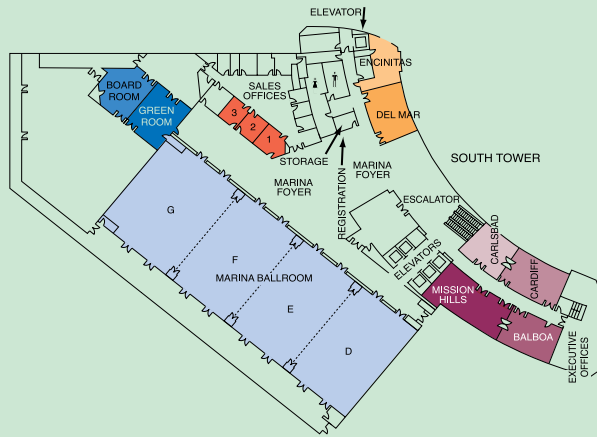 ELEVATOR
ENCINITAS
BOARD
ROOM
SALES
OFFICES
GREEN
ROOM
3
2
1
DEL MAR
STORAGE
MARINA
FOYER
REGISTRATION
MARINA
FOYER
SOUTH TOWER
ESCALATOR
G
F
MARINA BALLROOM
E
D
ELEVATORS
CARLSBAD
CARDIFF
MISSION
HILLS
BALBOA
EXECUTIVE
OFFICES